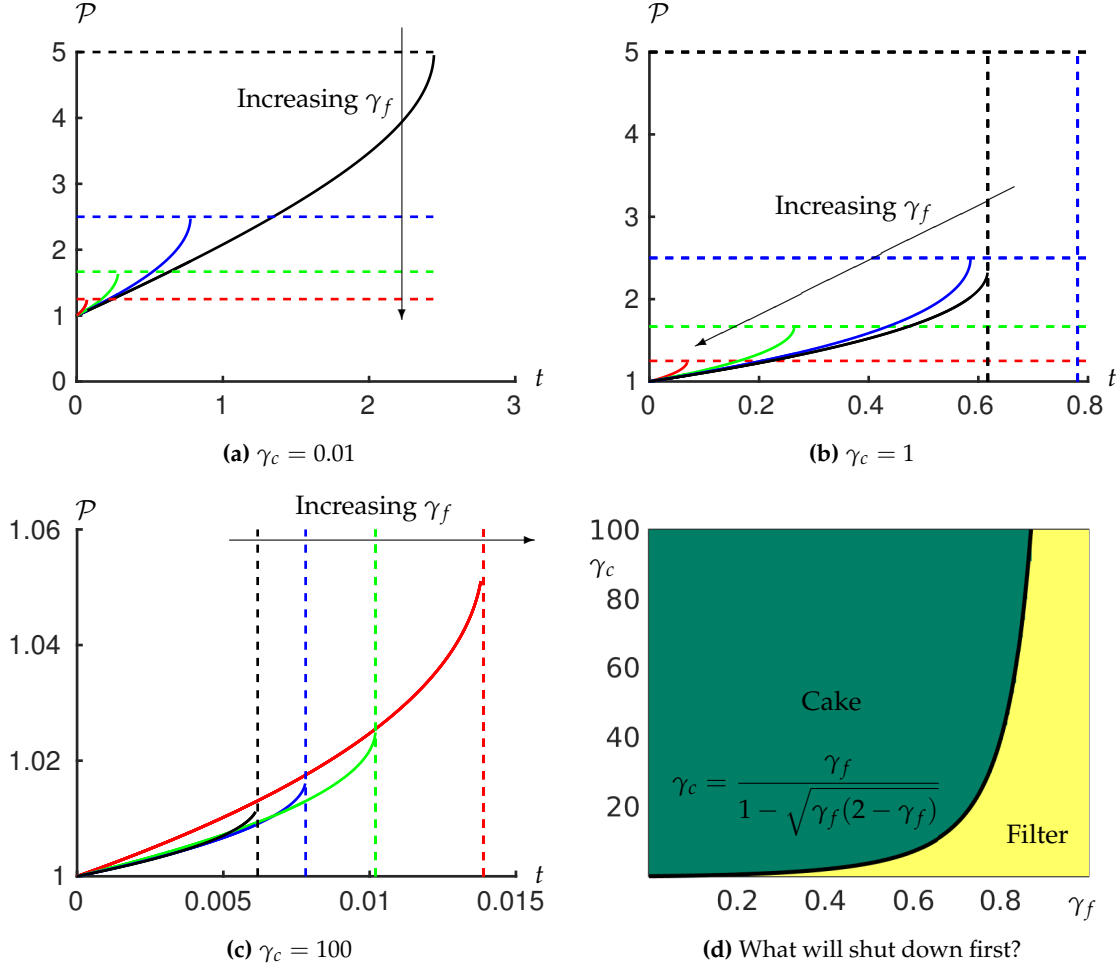 𝒫
5
4
3
2
1
0
Increasing γ_f
0
1
2
3
t
(a) γ_c = 0.01
𝒫
5
4
3
2
1
Increasing γ_f
0
0.2
0.4
0.6
0.8
t
(b) γ_c = 1
𝒫
1.06
1.04
1.02
1
Increasing γ_f
0
0.005
0.01
0.015
t
(c) γ_c = 100
100
γ_c
80
60
40
20
Cake
γ_c = γ_f / (1 − √(γ_f(2 − γ_f)))
Filter
0.2
0.4
0.6
0.8
γ_f
(d) What will shut down first?